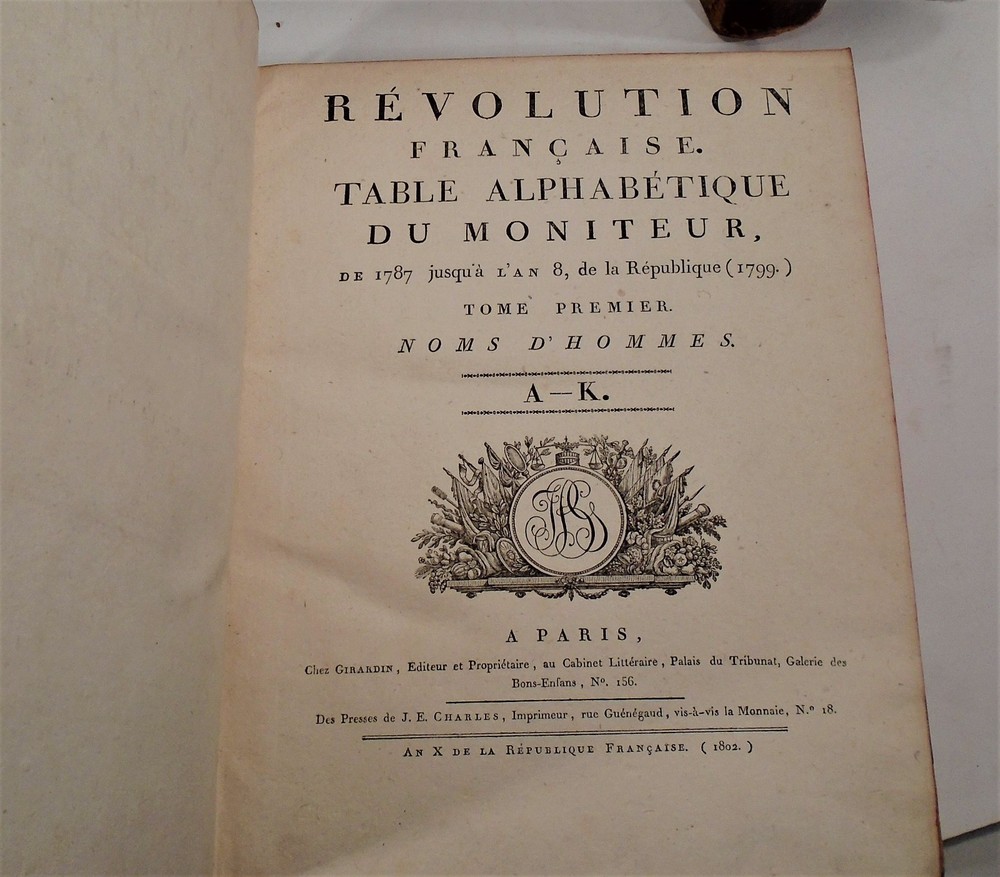 RÉVOLUTION
FRANÇAISE.
TABLE ALPHABÉTIQUE
DU MONITEUR,
DE 1787 jusqu'à L'AN 8, de la République (1799.)
TOME PREMIER.
NOMS D'HOMMES.
A—K.
A PARIS,
Chez GIRARDIN, Editeur et Propriétaire, au Cabinet Littéraire, Palais du Tribunat, Galerie des
Bons-Enfans, Nº. 156.
Des Presses de J. E. CHARLES, Imprimeur, rue Guénégaud, vis-à-vis la Monnaie, N.º 18.
AN X DE LA RÉPUBLIQUE FRANÇAISE. (1802.)